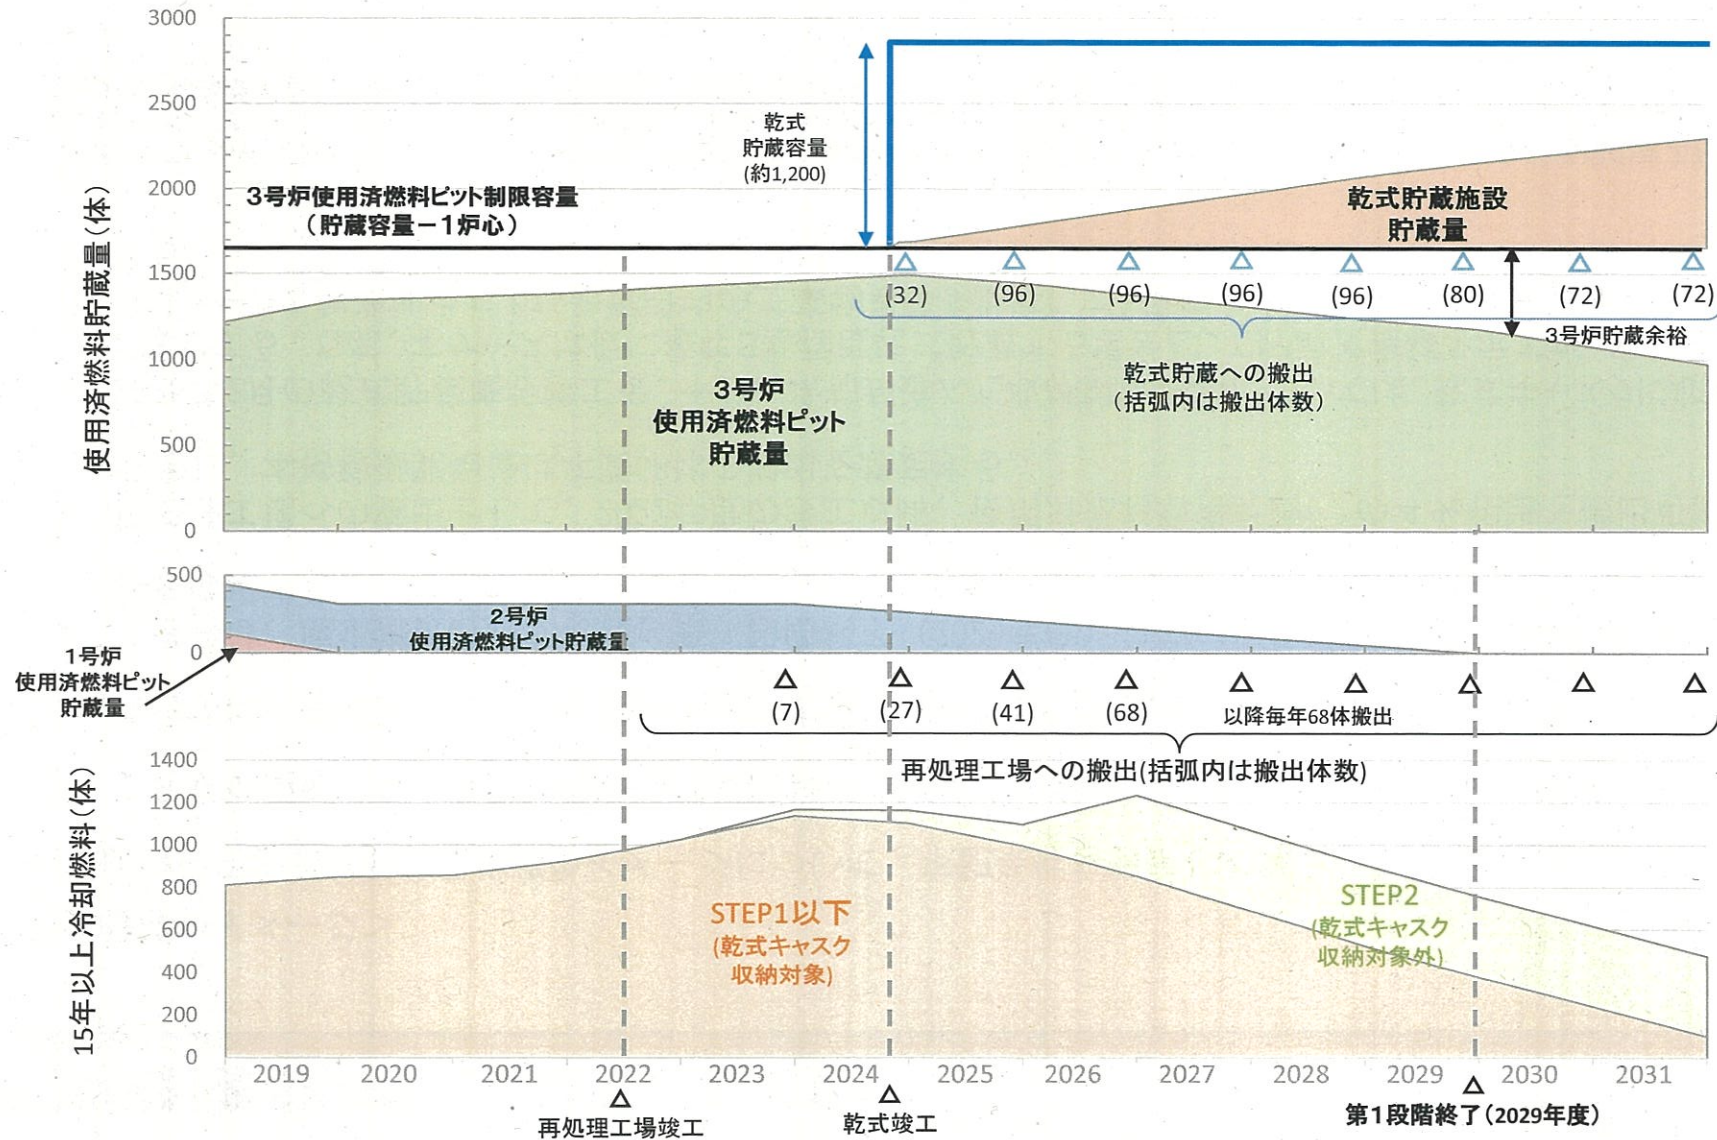 使用済燃料貯蔵量(体)
3000
2500
2000
1500
1000
500
0
乾式
貯蔵容量
(約1,200)
3号炉使用済燃料ピット制限容量
(貯蔵容量－1炉心)
乾式貯蔵施設
貯蔵量
(32)
(96)
(96)
(96)
(96)
(80)
(72)
(72)
3号炉貯蔵余裕
乾式貯蔵への搬出
(括弧内は搬出体数)
3号炉
使用済燃料ピット
貯蔵量
500
0
2号炉
使用済燃料ピット貯蔵量
1号炉
使用済燃料ピット
貯蔵量
(7)
(27)
(41)
(68)
以降毎年68体搬出
再処理工場への搬出(括弧内は搬出体数)
15年以上冷却燃料(体)
1400
1200
1000
800
600
400
200
0
STEP1以下
(乾式キャスク
収納対象)
STEP2
(乾式キャスク
収納対象外)
2019
2020
2021
2022
2023
2024
2025
2026
2027
2028
2029
2030
2031
再処理工場竣工
乾式竣工
第1段階終了(2029年度)